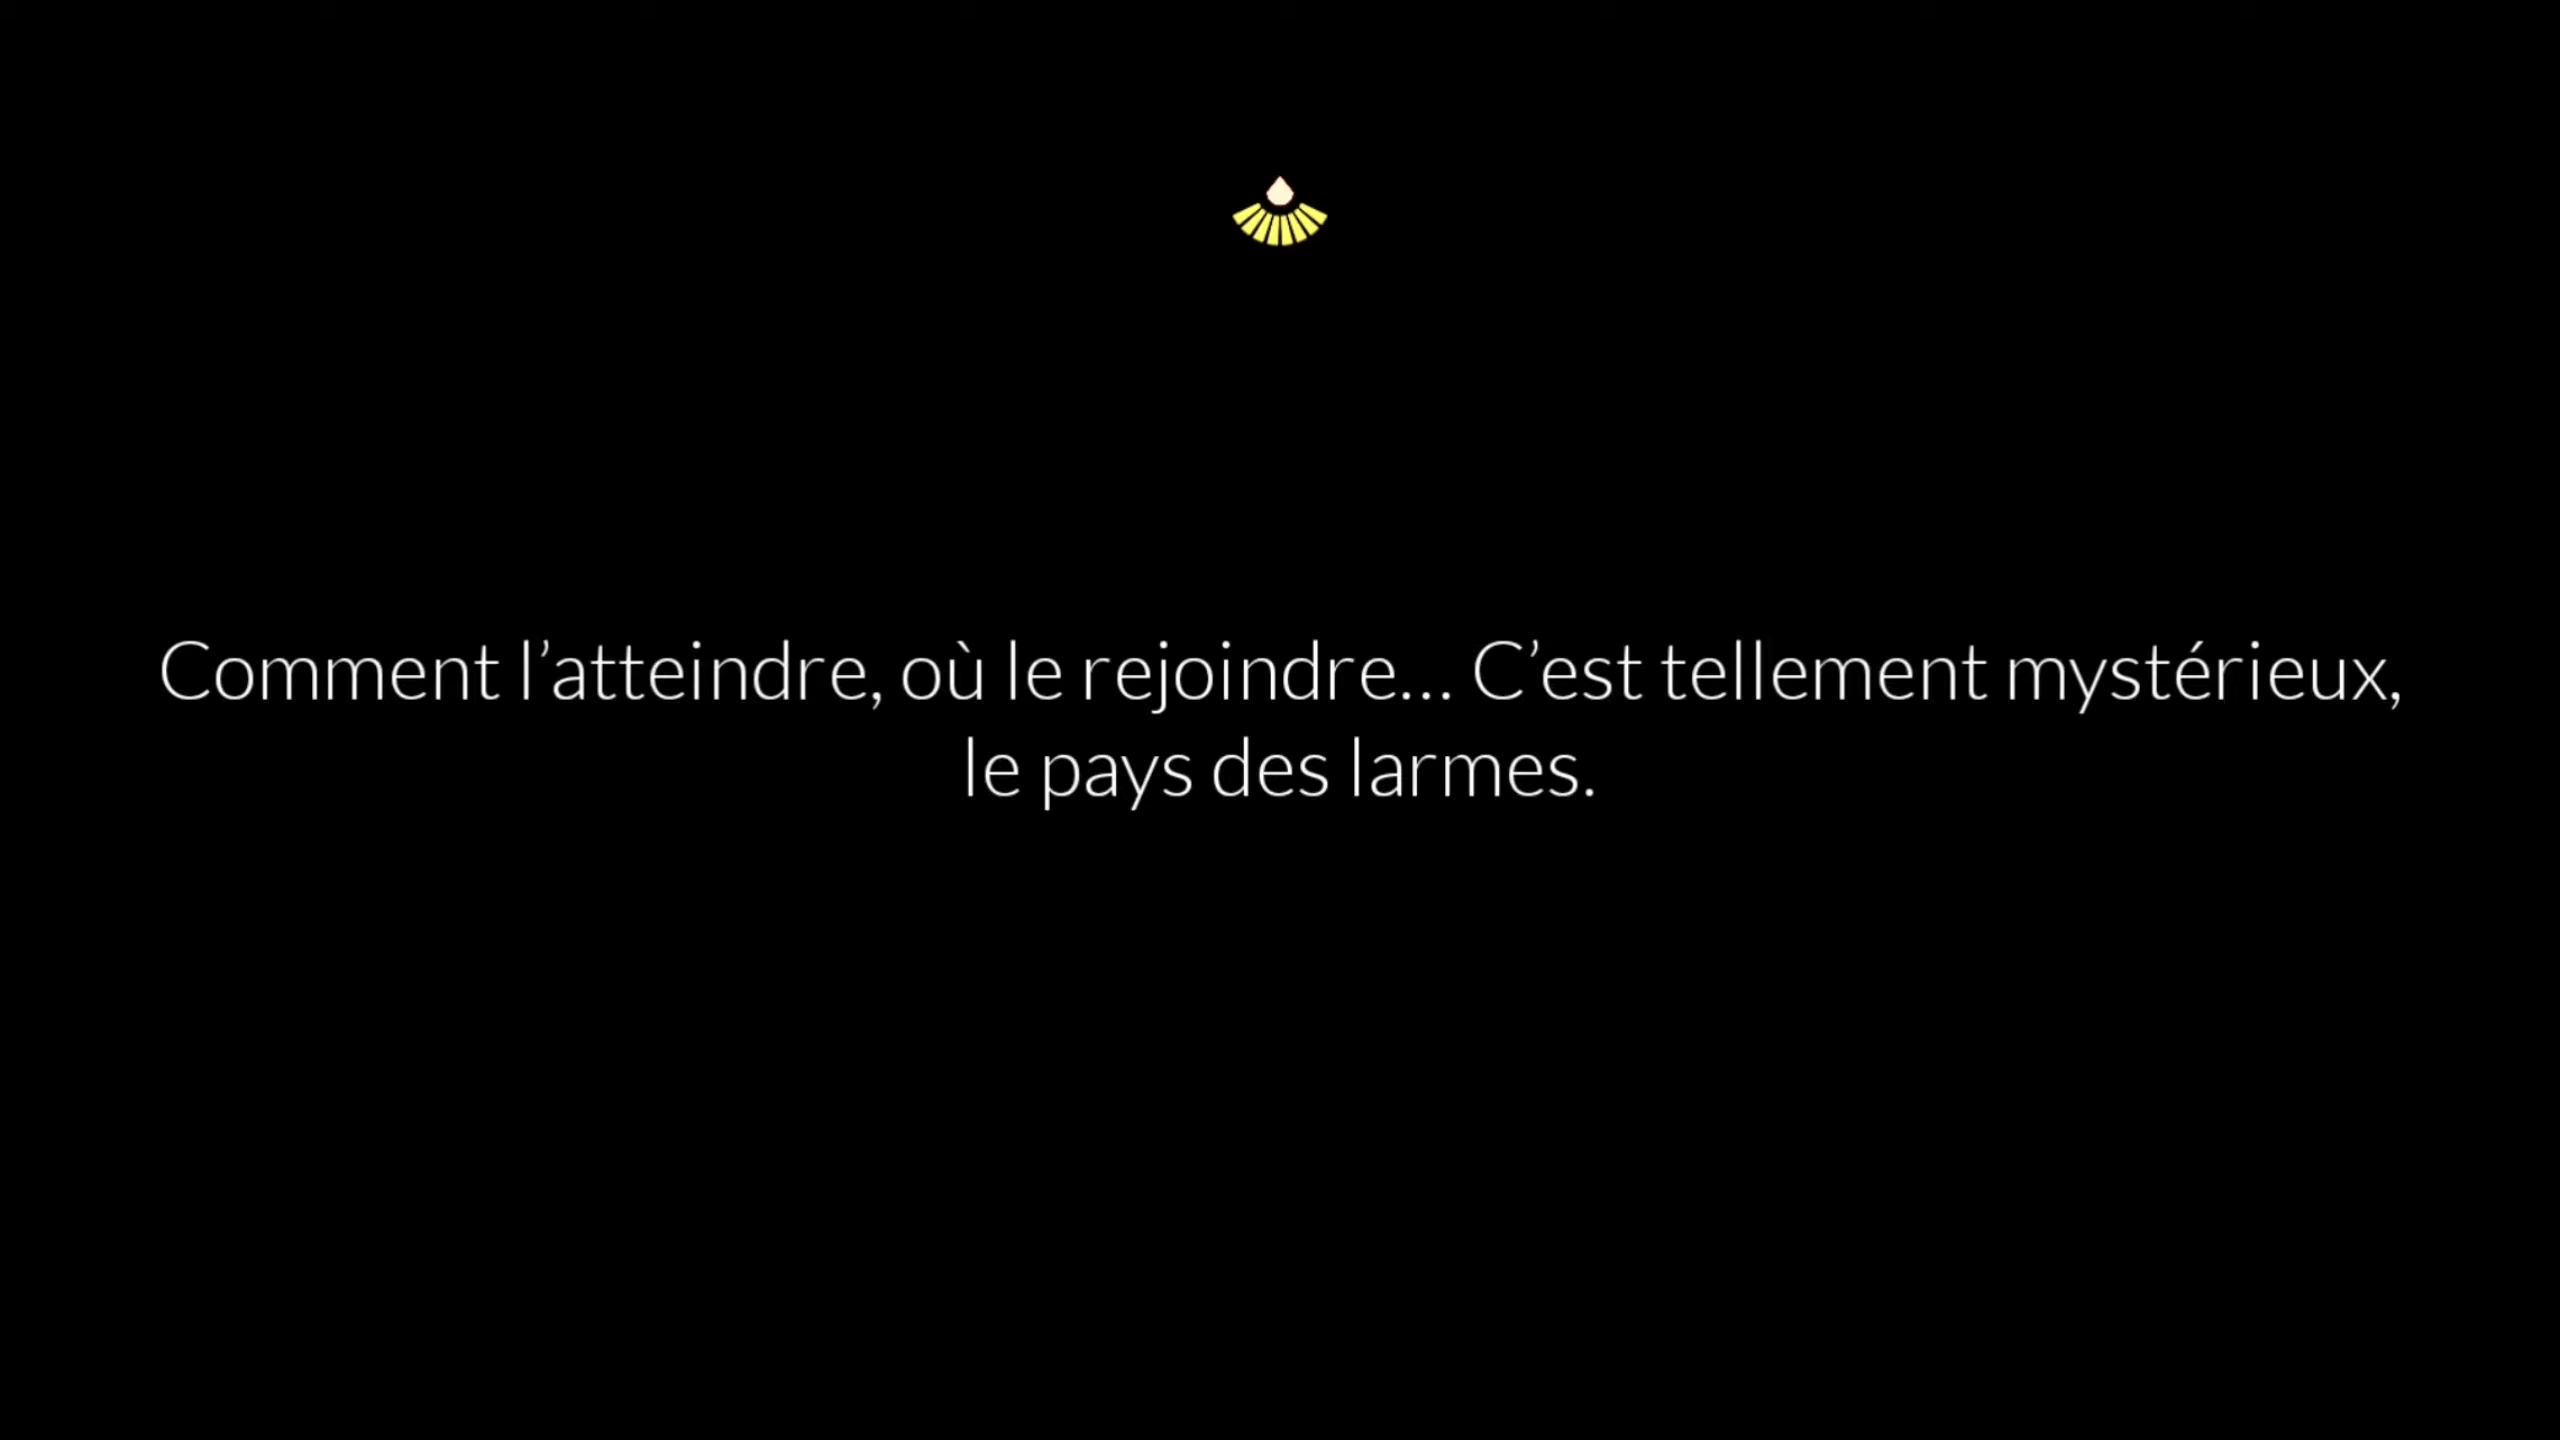 Comment l’atteindre, où le rejoindre… C’est tellement mystérieux,
le pays des larmes.